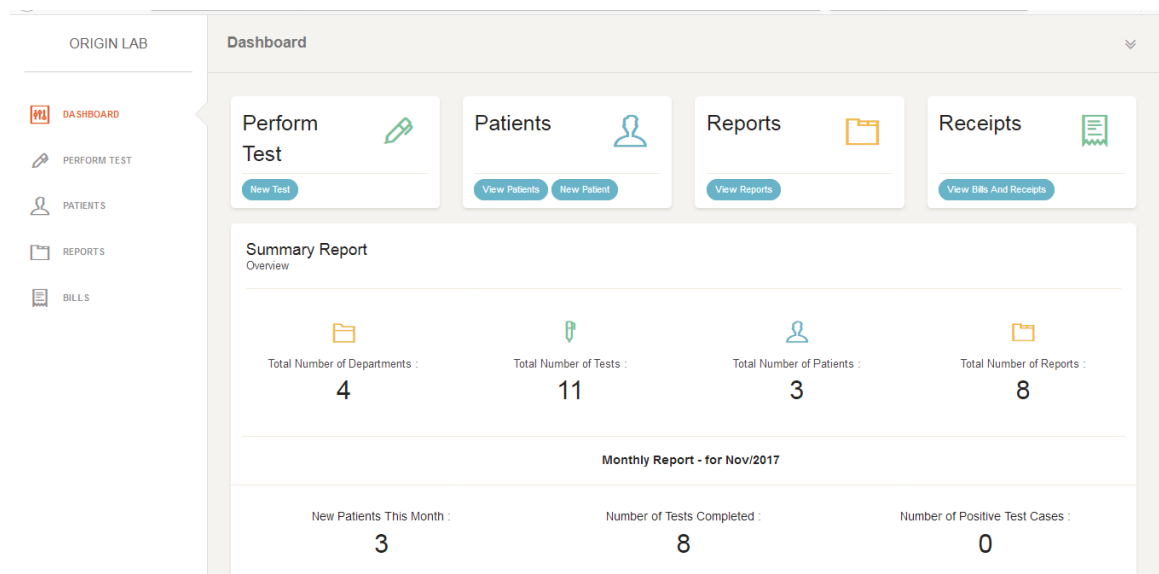 ORIGIN LAB
Dashboard
DASHBOARD
PERFORM TEST
PATIENTS
REPORTS
BILLS
Perform
Test
New Test
Patients
View Patients
New Patient
Reports
View Reports
Receipts
View Bills And Receipts
Summary Report
Overview
Total Number of Departments :
4
Total Number of Tests :
11
Total Number of Patients :
3
Total Number of Reports :
8
Monthly Report - for Nov/2017
New Patients This Month :
3
Number of Tests Completed :
8
Number of Positive Test Cases :
0